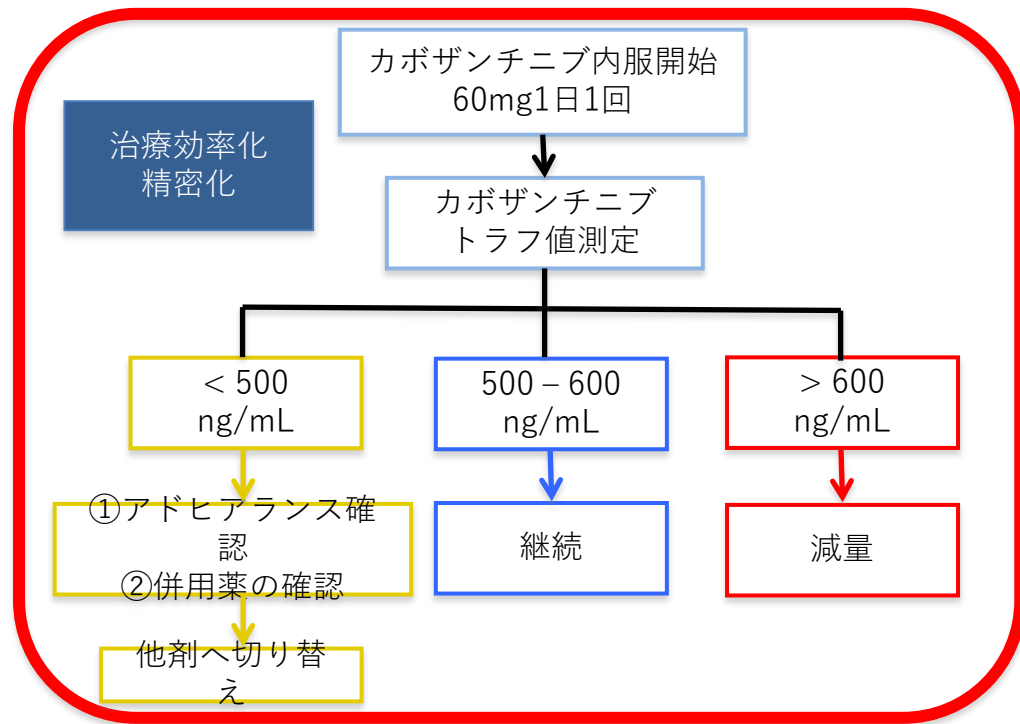 カボザンチニブ内服開始
60mg1日1回
治療効率化
精密化
カボザンチニブ
トラフ値測定
< 500
ng/mL
500 – 600
ng/mL
> 600
ng/mL
①アドヒアランス確
認
②併用薬の確認
継続
減量
他剤へ切り替
え